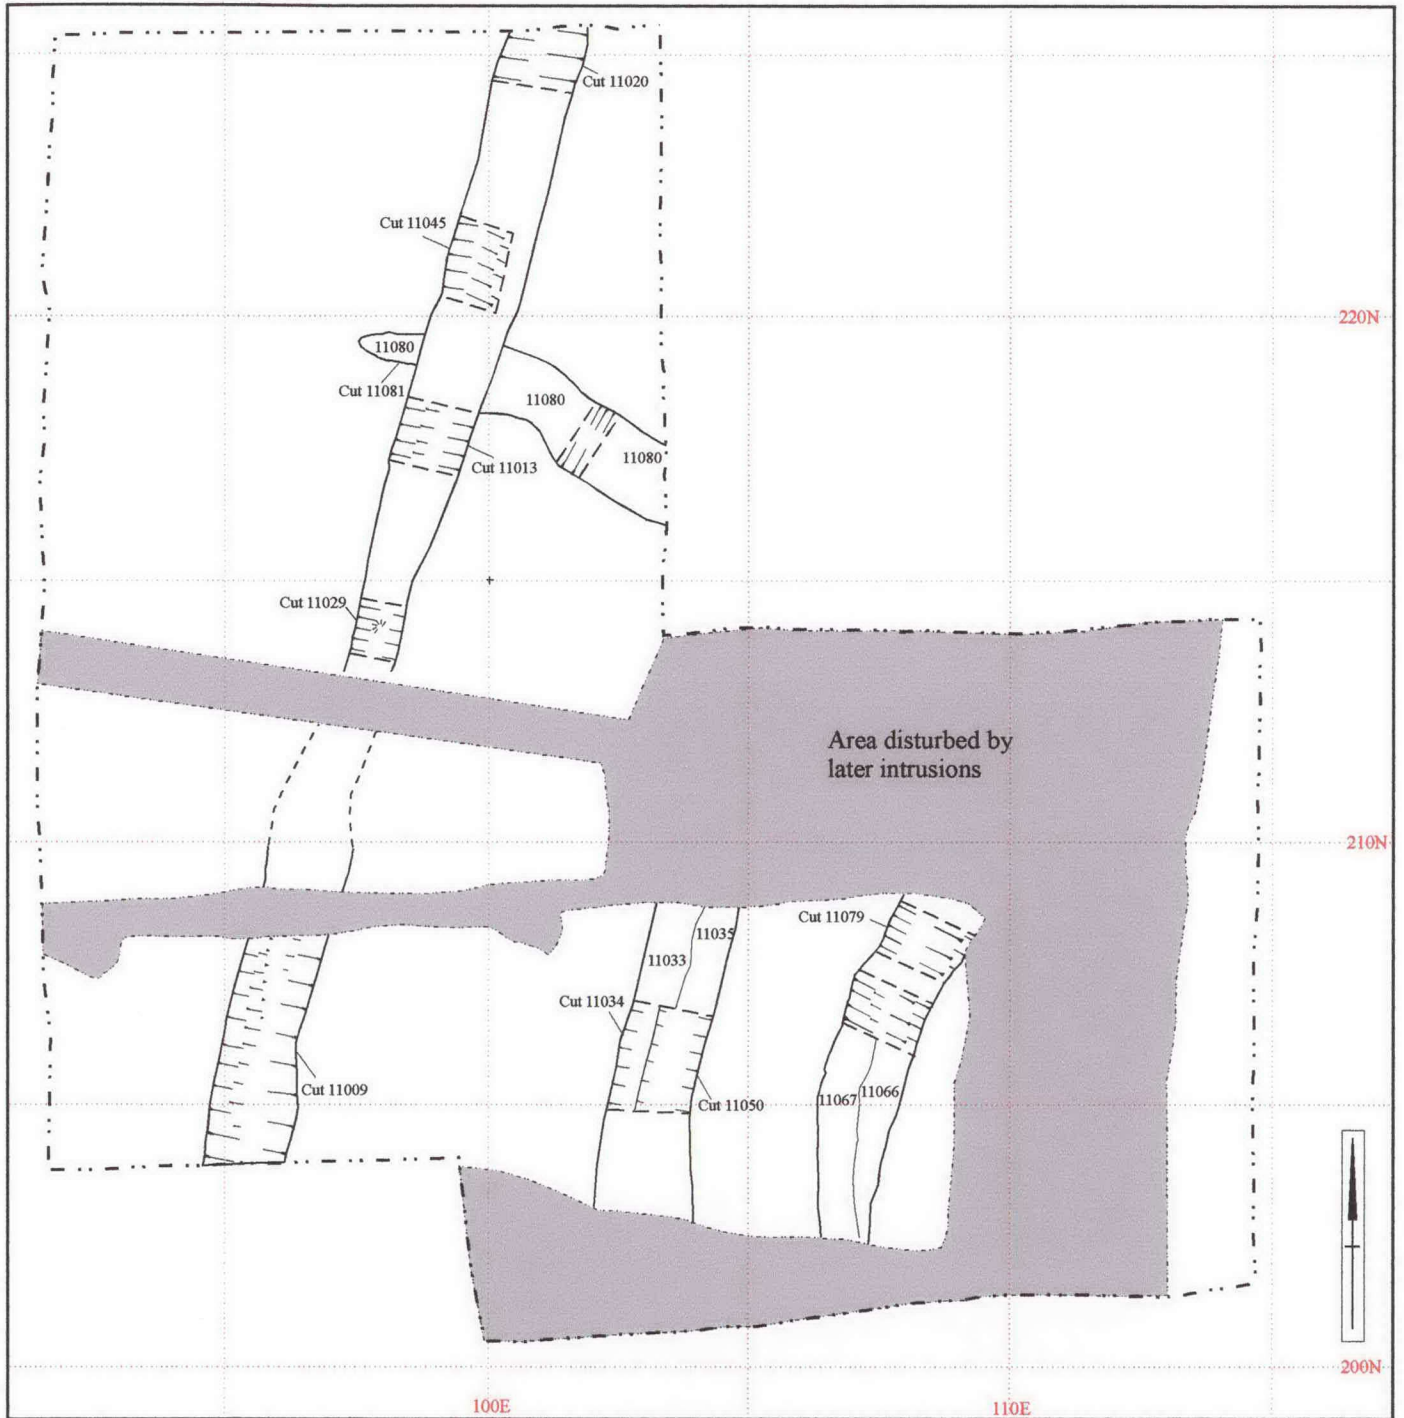 Cut 11020
Cut 11045
220N
11080
Cut 11081
11080
11080
Cut 11013
Cut 11029
Area disturbed by
later intrusions
210N
Cut 11079
11035
11033
Cut 11034
11067
11066
Cut 11009
Cut 11050
200N
100E
110E